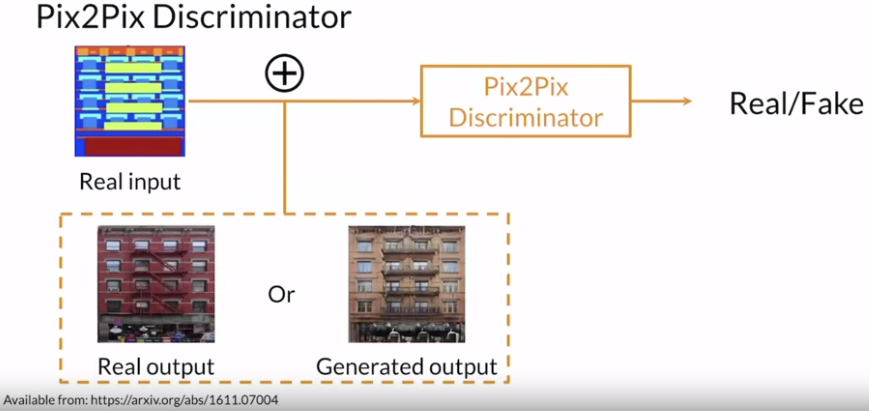 Pix2Pix Discriminator
Pix2Pix
Discriminator
Real/Fake
Real input
Or
Real output
Generated output
Available from: https://arxiv.org/abs/1611.07004